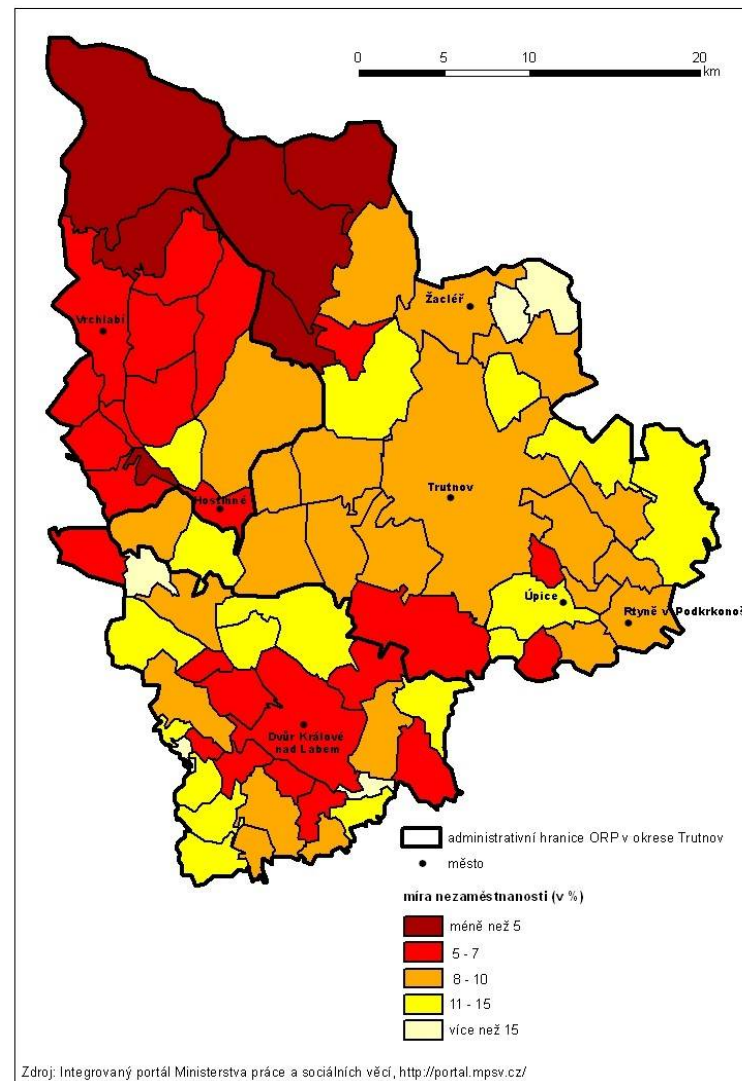 0 5 10 20
km
Žacléř
Vrchlabí
Trutnov
Hostinné
Úpice
Rtyně v Podkrkonoší
Dvůr Králové
nad Labem
administrativní hranice ORP v okrese Trutnov
město
míra nezaměstnanosti (v %)
méně než 5
5 - 7
8 - 10
11 - 15
více než 15
Zdroj: Integrovaný portál Ministerstva práce a sociálních věcí, http://portal.mpsv.cz/